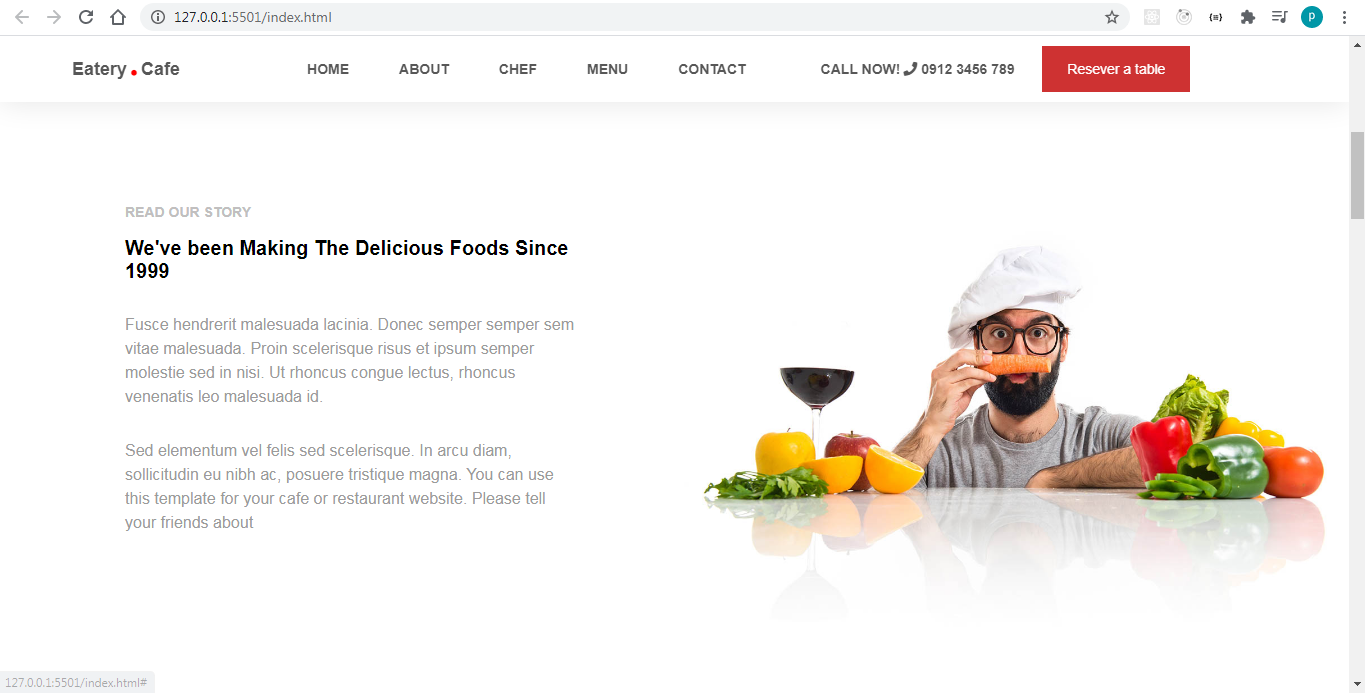 127.0.0.1:5501/index.html
P
Eatery . Cafe
HOME
ABOUT
CHEF
MENU
CONTACT
CALL NOW! 0912 3456 789
Resever a table
READ OUR STORY
We've been Making The Delicious Foods Since
1999
Fusce hendrerit malesuada lacinia. Donec semper semper sem
vitae malesuada. Proin scelerisque risus et ipsum semper
molestie sed in nisi. Ut rhoncus congue lectus, rhoncus
venenatis leo malesuada id.
Sed elementum vel felis sed scelerisque. In arcu diam,
sollicitudin eu nibh ac, posuere tristique magna. You can use
this template for your cafe or restaurant website. Please tell
your friends about
127.0.0.1:5501/index.html#